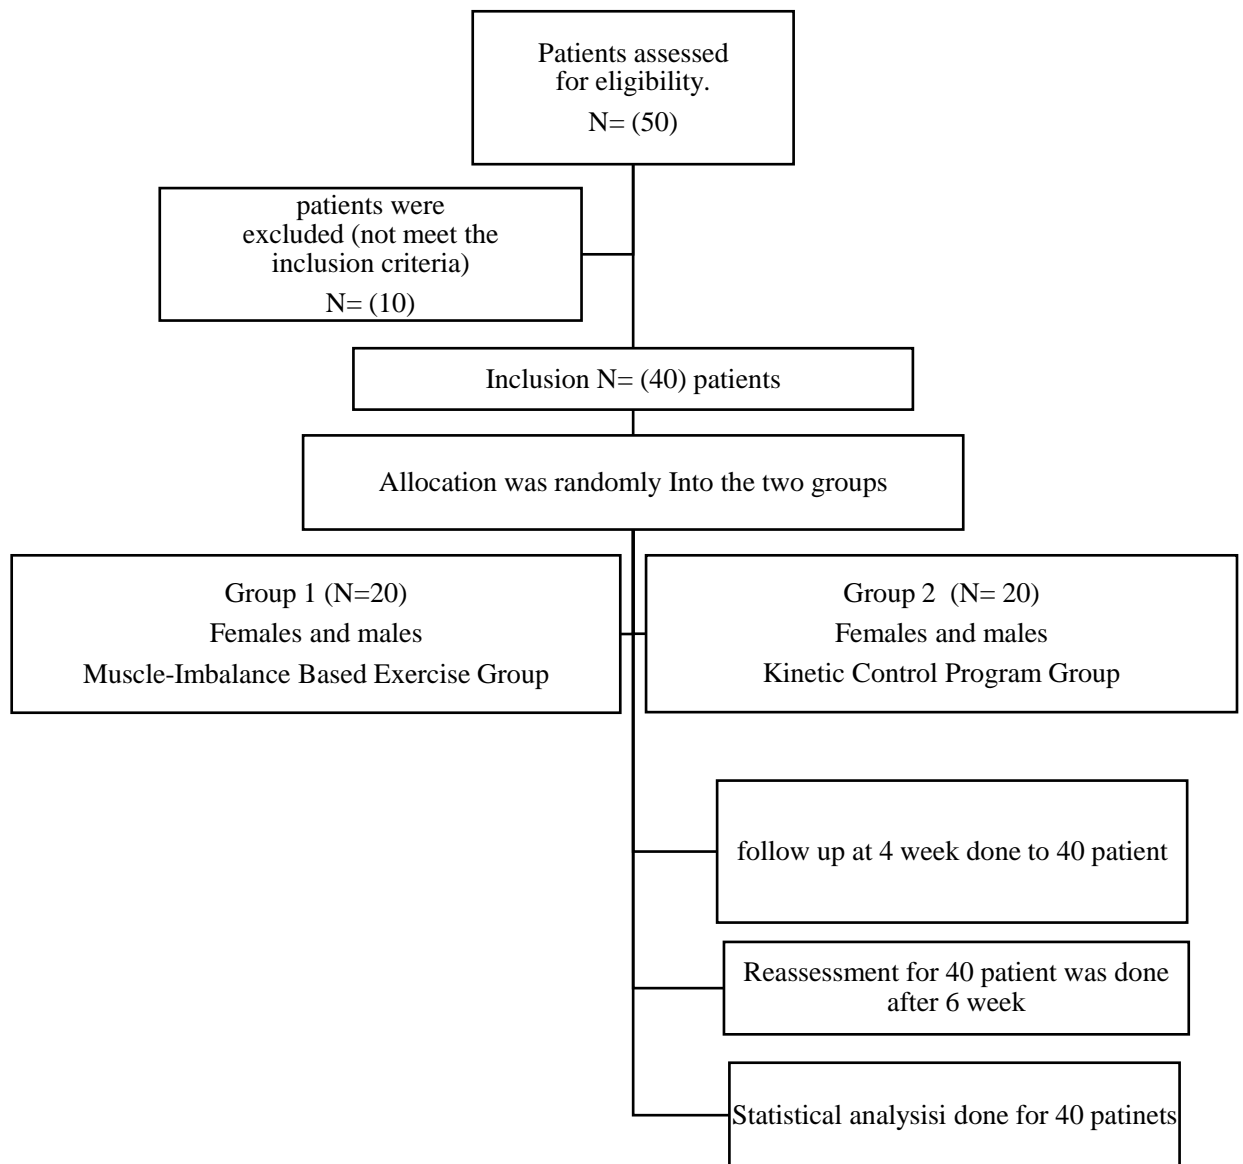 Patients assessed
for eligibility.
N= (50)
patients were
excluded (not meet the
inclusion criteria)
N= (10)
Inclusion N= (40) patients
Allocation was randomly Into the two groups
Group 1 (N=20)
Females and males
Muscle-Imbalance Based Exercise Group
Group 2  (N= 20)
Females and males
Kinetic Control Program Group
follow up at 4 week done to 40 patient
Reassessment for 40 patient was done
after 6 week
Statistical analysisi done for 40 patinets